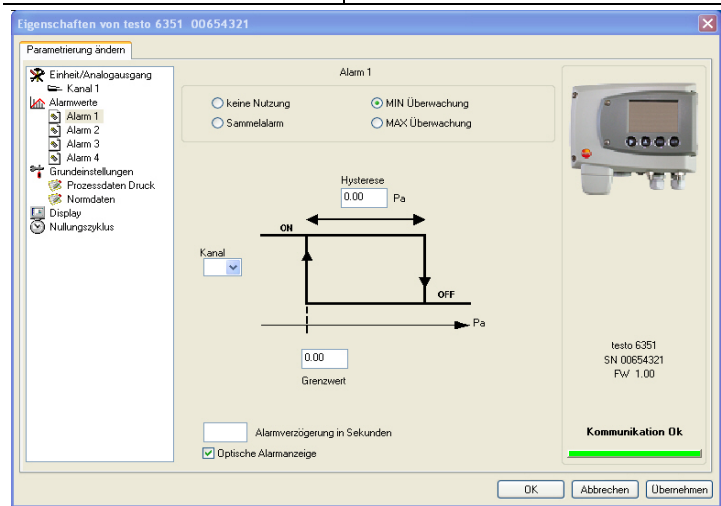 Eigenschaften von testo 6351 00654321
Parametrierung ändern
Einheit/Analogausgang
Kanal 1
Alarmwerte
Alarm 1
Alarm 2
Alarm 3
Alarm 4
Grundeinstellungen
Prozessdaten Druck
Normdaten
Display
Nullungszyklus
Alarm 1
keine Nutzung
MIN Überwachung
Sammelalarm
MAX Überwachung
Hysterese
0.00 Pa
ON
Kanal
OFF
Pa
0.00
Grenzwert
Alarmverzögerung in Sekunden
Optische Alarmanzeige
testo 6351
SN 00654321
FW 1.00
Kommunikation Ok
OK
Abbrechen
Übernehmen